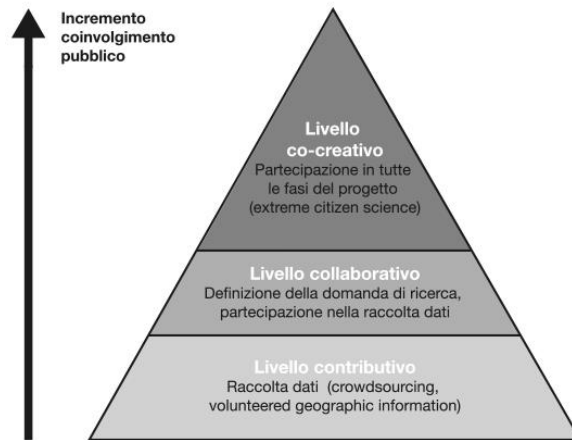 Incremento
coinvolgimento
pubblico
Livello
co-creativo
Partecipazione in tutte
le fasi del progetto
(extreme citizen science)
Livello collaborativo
Definizione della domanda di ricerca,
partecipazione nella raccolta dati
Livello contributivo
Raccolta dati (crowdsourcing,
volunteered geographic information)